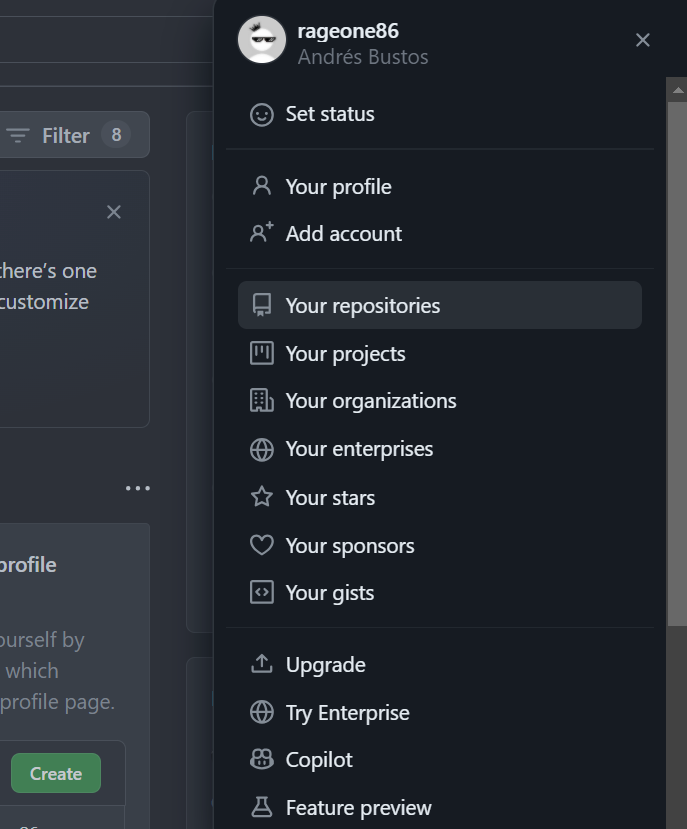 rageone86
Andrés Bustos
Set status
Your profile
Add account
Your repositories
Your projects
Your organizations
Your enterprises
Your stars
Your sponsors
Your gists
Upgrade
Try Enterprise
Copilot
Feature preview
Filter 8
there's one
customize
profile
ourself by
which
profile page.
Create